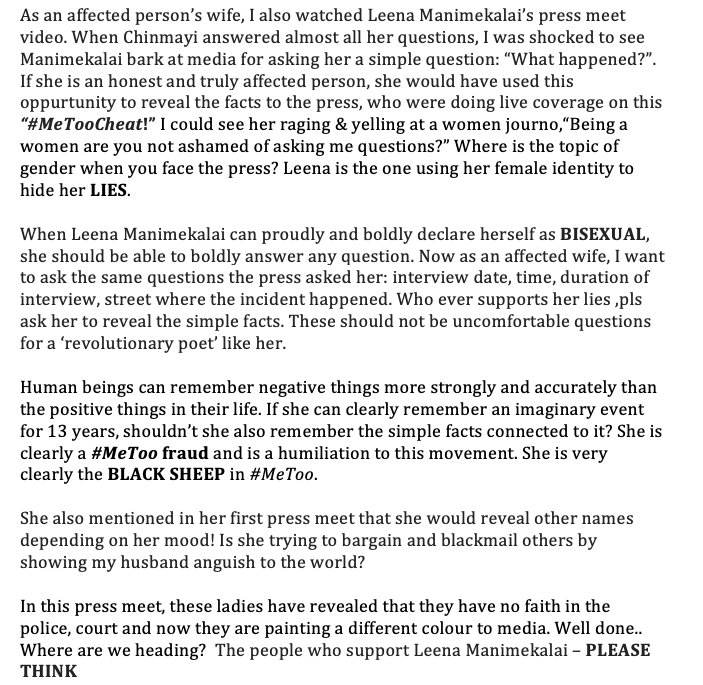 As an affected person's wife, I also watched Leena Manimekalai's press meet
video. When Chinmayi answered almost all her questions, I was shocked to see
Manimekalai bark at media for asking her a simple question: "What happened?".
If she is an honest and truly affected person, she would have used this
oppurtunity to reveal the facts to the press, who were doing live coverage on this
"#MeTooCheat!" I could see her raging & yelling at a women journo,"Being a
women are you not ashamed of asking me questions?" Where is the topic of
gender when you face the press? Leena is the one using her female identity to
hide her LIES.

When Leena Manimekalai can proudly and boldly declare herself as BISEXUAL,
she should be able to boldly answer any question. Now as an affected wife, I want
to ask the same questions the press asked her: interview date, time, duration of
interview, street where the incident happened. Who ever supports her lies ,pls
ask her to reveal the simple facts. These should not be uncomfortable questions
for a 'revolutionary poet' like her.

Human beings can remember negative things more strongly and accurately than
the positive things in their life. If she can clearly remember an imaginary event
for 13 years, shouldn't she also remember the simple facts connected to it? She is
clearly a #MeToo fraud and is a humiliation to this movement. She is very
clearly the BLACK SHEEP in #MeToo.

She also mentioned in her first press meet that she would reveal other names
depending on her mood! Is she trying to bargain and blackmail others by
showing my husband anguish to the world?

In this press meet, these ladies have revealed that they have no faith in the
police, court and now they are painting a different colour to media. Well done..
Where are we heading?  The people who support Leena Manimekalai – PLEASE
THINK